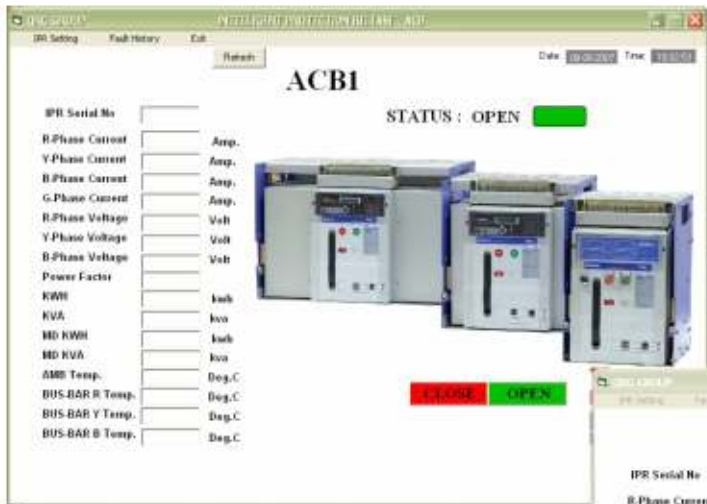 IPR Setting Fault History Exit
Refresh
Date Time
ACB1
IPR Serial No
STATUS : OPEN
R-Phase Current Amp.
Y-Phase Current Amp.
B-Phase Current Amp.
G-Phase Current Amp.
R-Phase Voltage Volt
Y-Phase Voltage Volt
B-Phase Voltage Volt
Power Factor
KWH kwh
KVA kva
MD KWH kwh
MD KVA kva
AMB Temp. Deg.C
BUS-BAR R Temp. Deg.C
BUS-BAR Y Temp. Deg.C
BUS-BAR B Temp. Deg.C
CLOSE OPEN
IPR Setting
IPR Serial No
R-Phase Curren